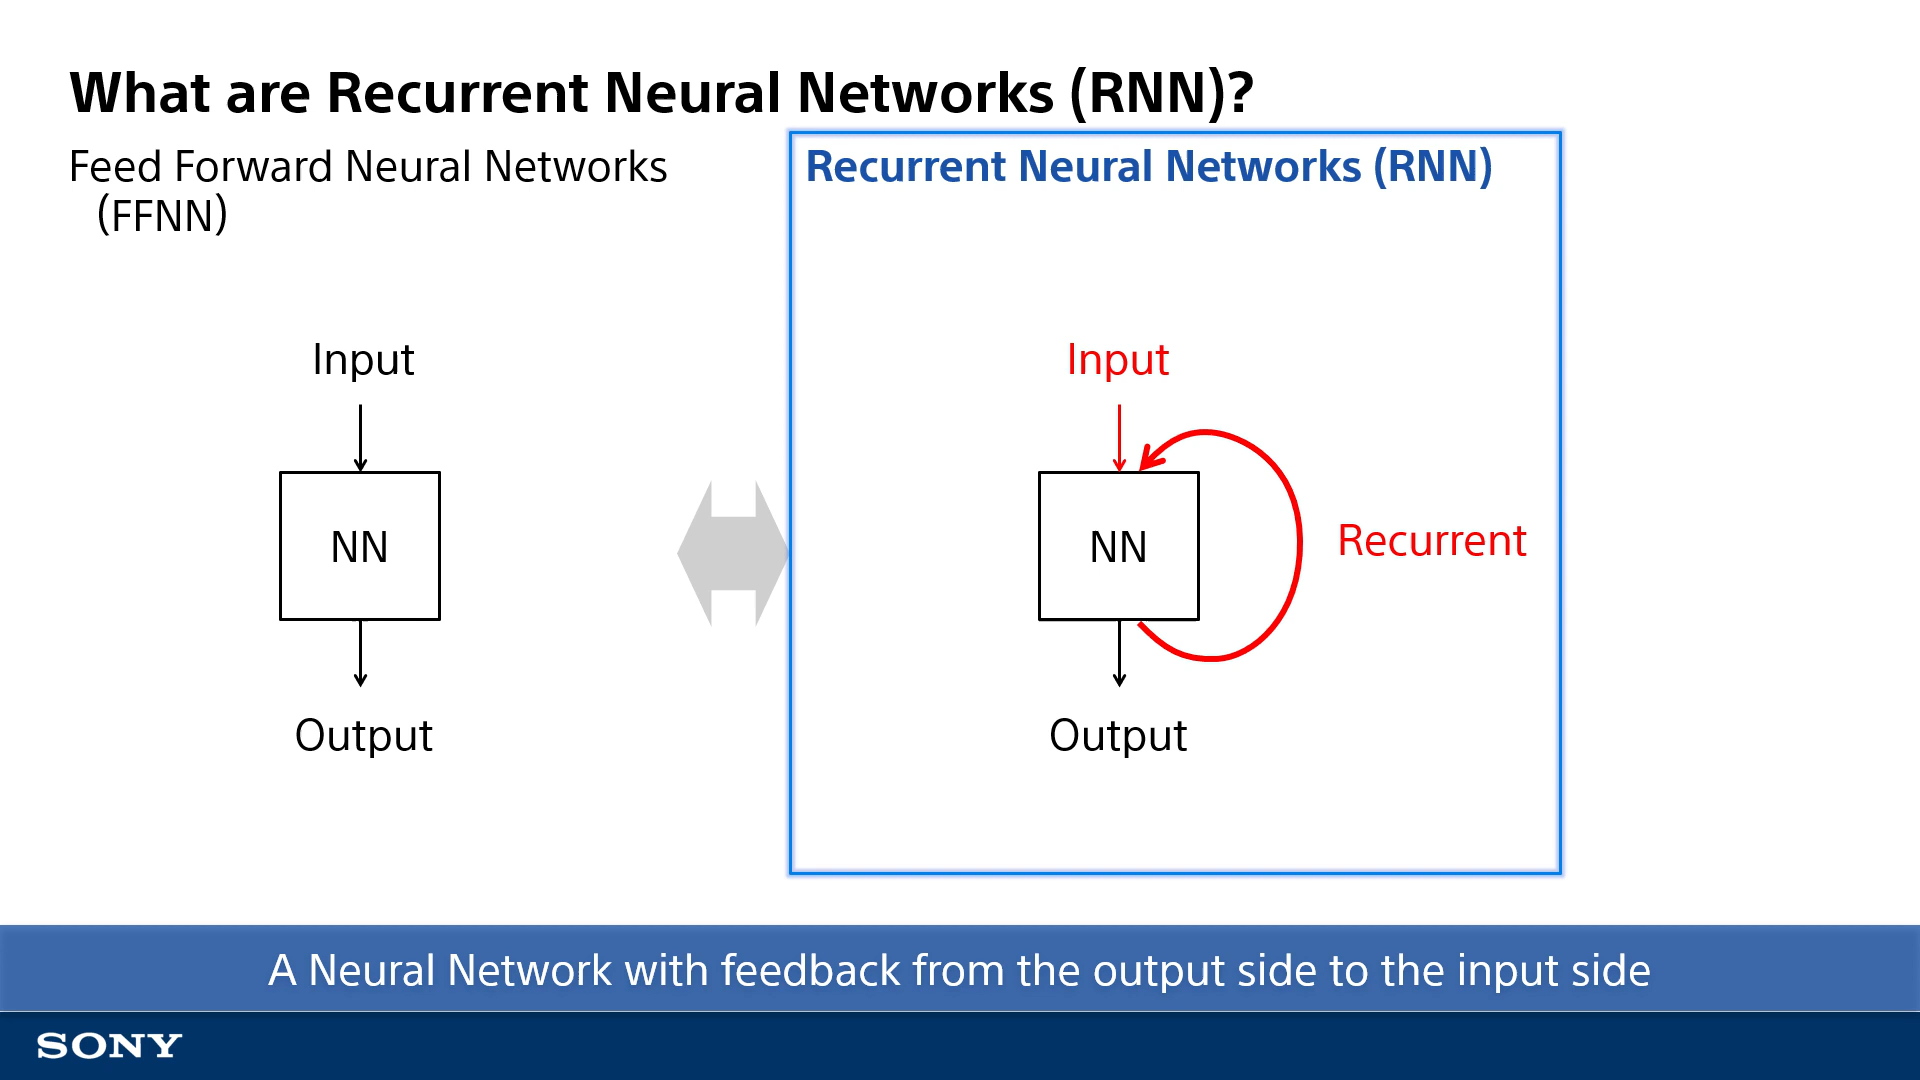 What are Recurrent Neural Networks (RNN)?
Feed Forward Neural Networks
(FFNN)
Input
NN
Output
Recurrent Neural Networks (RNN)
Input
NN
Recurrent
Output
A Neural Network with feedback from the output side to the input side
SONY